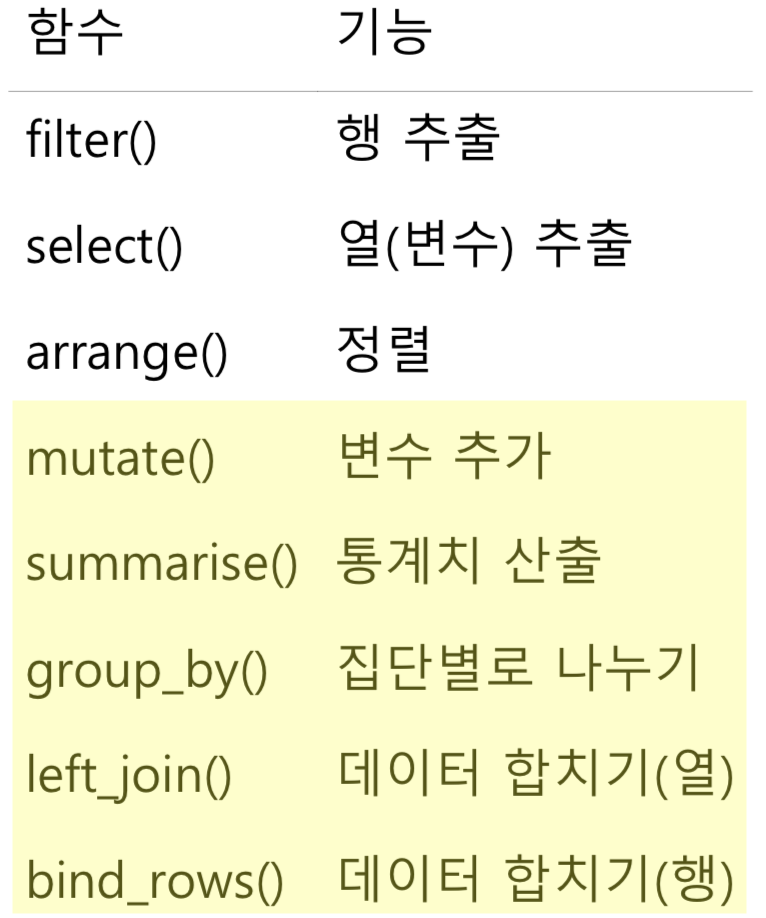 함수 기능
filter() 행 추출
select() 열(변수) 추출
arrange() 정렬
mutate() 변수 추가
summarise() 통계치 산출
group_by() 집단별로 나누기
left_join() 데이터 합치기(열)
bind_rows() 데이터 합치기(행)